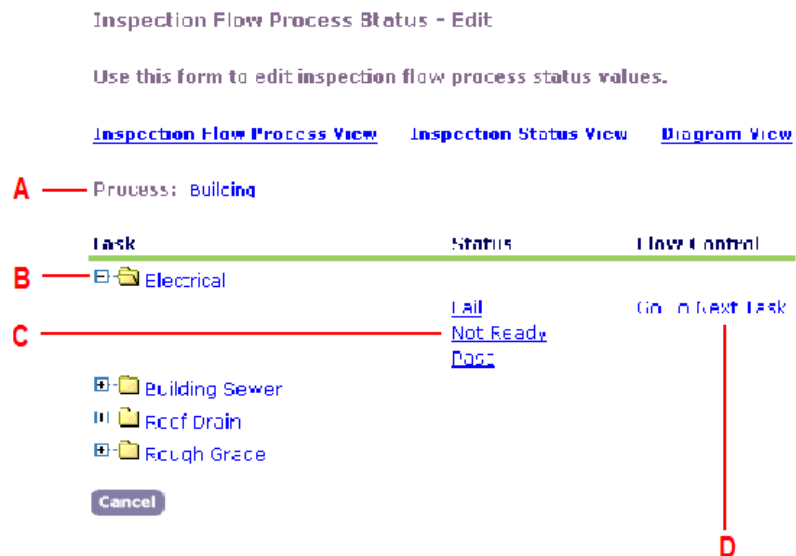 Inspection Flow Process Status - Edit
Use this form to edit inspection flow process status values.
Inspection Flow Process View Inspection Status View Diagram View
A Process: Building
Task Status Flow Control
B Electrical
Fail Go To Next Task
C Not Ready
Pass
Building Sewer
Roof Drain
Rough Grade
Cancel
D